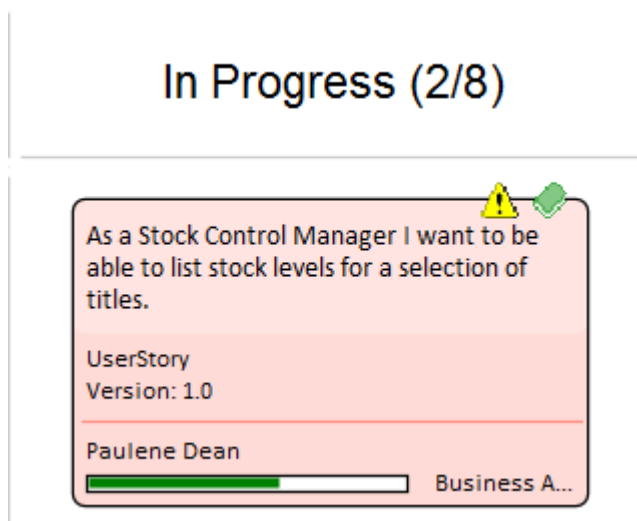 In Progress (2/8)
As a Stock Control Manager I want to be
able to list stock levels for a selection of
titles.
UserStory
Version: 1.0
Paulene Dean
Business A...